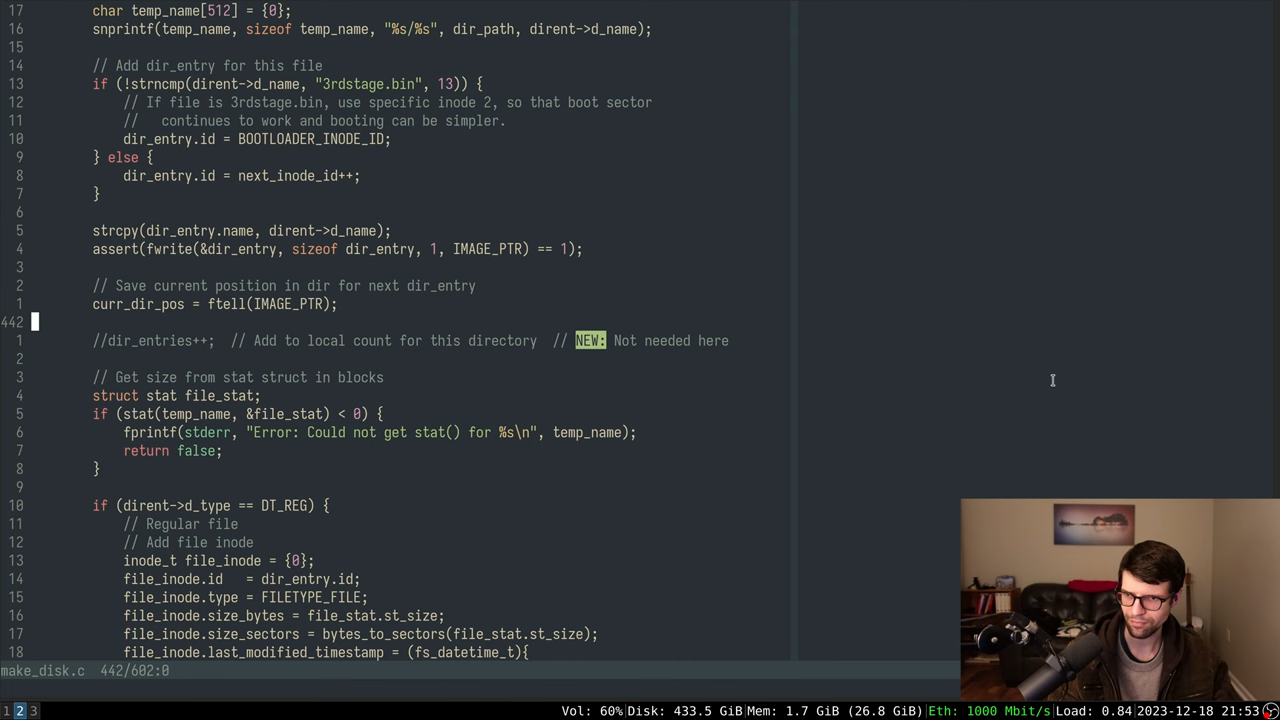 17 char temp_name[512] = {0};
16 snprintf(temp_name, sizeof temp_name, "%s/%s", dir_path, dirent->d_name);
15
14 // Add dir_entry for this file
13 if (!strncmp(dirent->d_name, "3rdstage.bin", 13)) {
12 // If file is 3rdstage.bin, use specific inode 2, so that boot sector
11 //   continues to work and booting can be simpler.
10 dir_entry.id = BOOTLOADER_INODE_ID;
9 } else {
8 dir_entry.id = next_inode_id++;
7 }
6
5 strcpy(dir_entry.name, dirent->d_name);
4 assert(fwrite(&dir_entry, sizeof dir_entry, 1, IMAGE_PTR) == 1);
3
2 // Save current position in dir for next dir_entry
1 curr_dir_pos = ftell(IMAGE_PTR);
442
1 //dir_entries++;  // Add to local count for this directory  // NEW: Not needed here
2
3 // Get size from stat struct in blocks
4 struct stat file_stat;
5 if (stat(temp_name, &file_stat) < 0) {
6 fprintf(stderr, "Error: Could not get stat() for %s\n", temp_name);
7 return false;
8 }
9
10 if (dirent->d_type == DT_REG) {
11 // Regular file
12 // Add file inode
13 inode_t file_inode = {0};
14 file_inode.id   = dir_entry.id;
15 file_inode.type = FILETYPE_FILE;
16 file_inode.size_bytes = file_stat.st_size;
17 file_inode.size_sectors = bytes_to_sectors(file_stat.st_size);
18 file_inode.last_modified_timestamp = (fs_datetime_t){
make_disk.c  442/602:0
1 2 3 Vol: 60%|Disk: 433.5 GiB|Mem: 1.7 GiB (26.8 GiB)|Eth: 1000 Mbit/s|Load: 0.84|2023-12-18 21:53